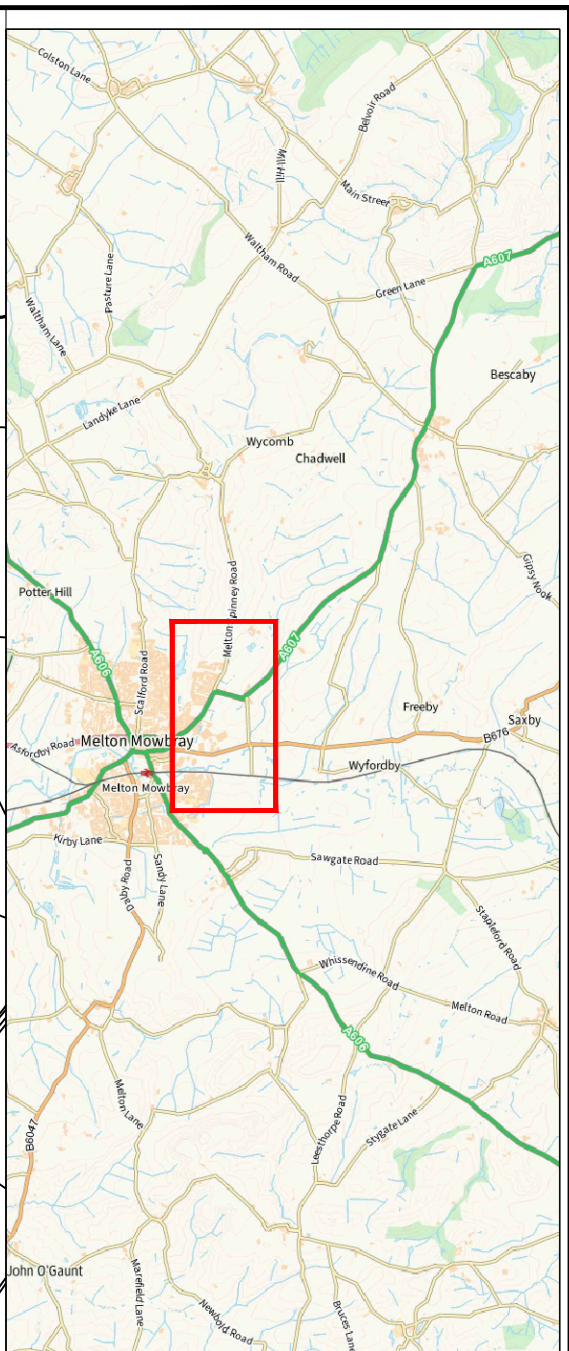 Colston Lane
Belvoir Road
Mill Hill
Main Street
Waltham Road
A607
Pasture Lane
Green Lane
Waltham Lane
Bescaby
Landyke Lane
Wycomb
Chadwell
Gipsy Nook
Melton Spinney Road
Potter Hill
A606
Scalford Road
A607
Freeby
Saxby
Asfordby Road
Melton Mowbray
B676
Wyfordby
Melton Mowbray
Kirby Lane
Sandy Lane
Dalby Road
Sawgate Road
Stapleford Road
Whissendine Road
Melton Road
A606
Melton Lane
Leesthorpe Road
Stygate Lane
B6047
John O'Gaunt
Marefield Lane
Newbold Road
Bruces Lane